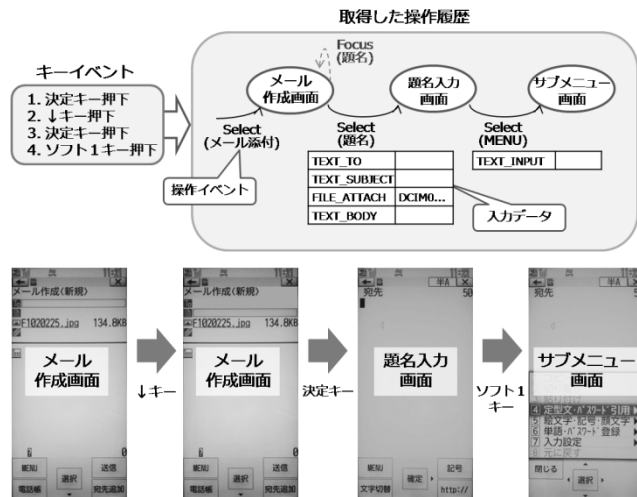 取得した操作履歴
Focus
(題名)
キーイベント
1. 決定キー押下
2. ↓キー押下
3. 決定キー押下
4. ソフト1キー押下
メール
作成画面
題名入力
画面
サブメニュー
画面
Select
(メール添付)
Select
(題名)
Select
(MENU)
操作イベント
TEXT_TO
TEXT_SUBJECT
FILE_ATTACH DCIM0...
TEXT_BODY
TEXT_INPUT
入力データ
メール作成(新規)
F1020225.jpg 134.8KB
メール
作成画面
0
MENU
送信
選択
電話帳
宛先追加
↓キー
メール作成(新規)
F1020225.jpg 134.8KB
メール
作成画面
0
MENU
送信
選択
電話帳
宛先追加
決定キー
半A
宛先 50
題名入力
画面
MENU
記号
確定
文字切替
http://
ソフト1
キー
半A
宛先
サブメニュー
画面
4 定型文・パスワード引用
5 絵文字・記号・顔文字
6 単語・パスワード登録
7 入力設定
8 元に戻す
閉じる
選択